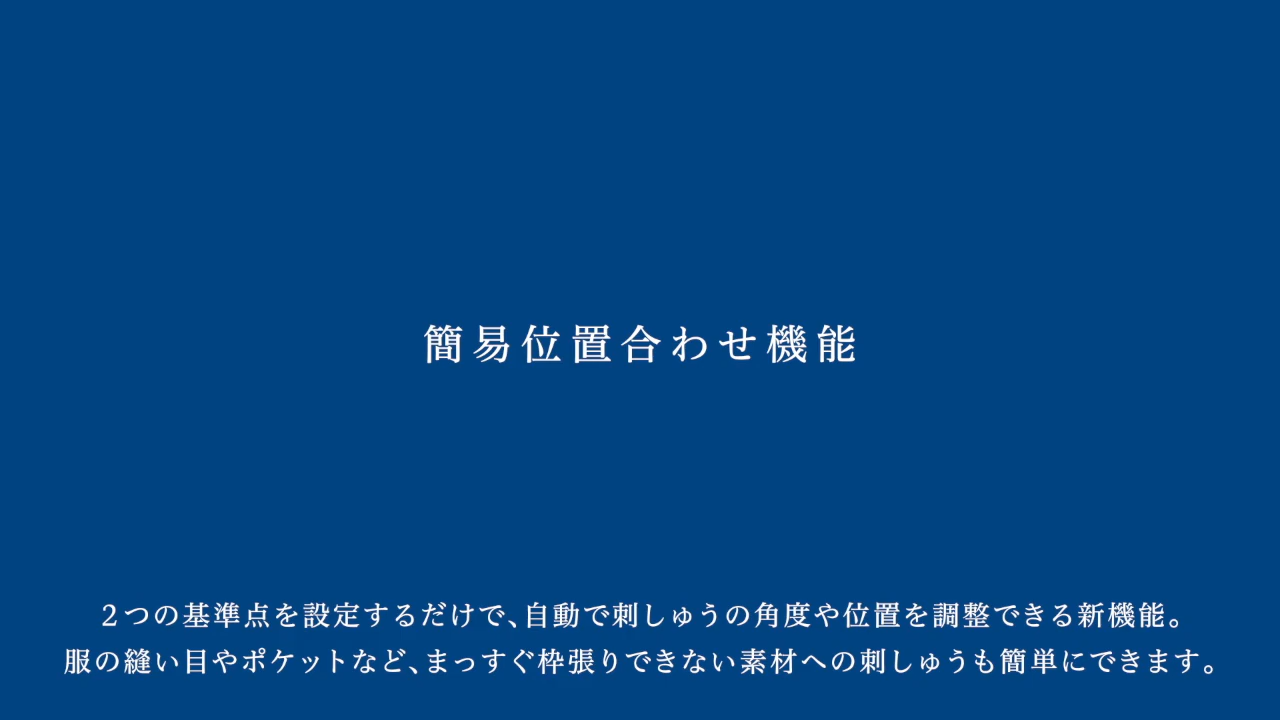 簡易位置合わせ機能
２つの基準点を設定するだけで、自動で刺しゅうの角度や位置を調整できる新機能。
服の縫い目やポケットなど、まっすぐ枠張りできない素材への刺しゅうも簡単にできます。